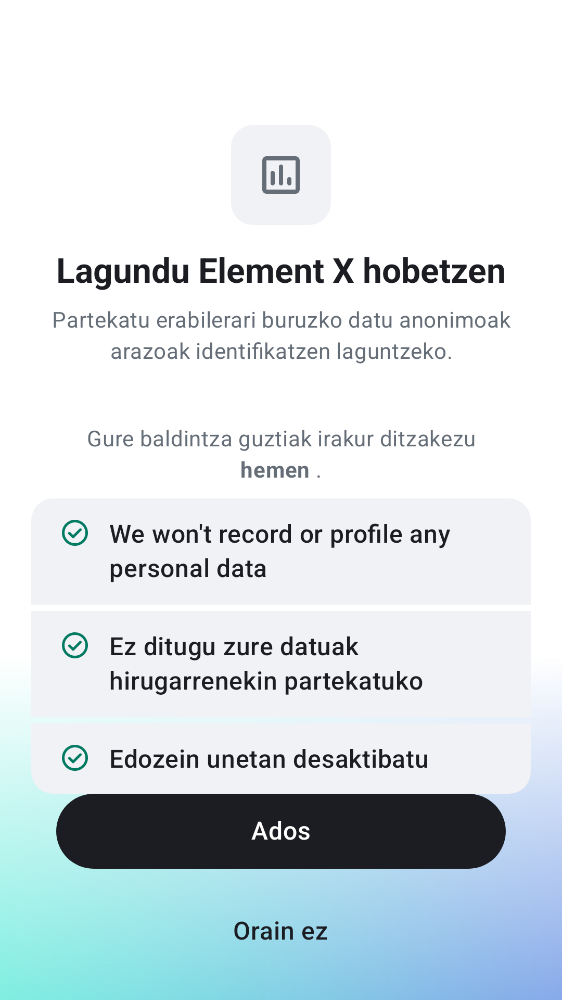 Lagundu Element X hobetzen
Partekatu erabilerari buruzko datu anonimoak
arazoak identifikatzen laguntzeko.
Gure baldintza guztiak irakur ditzakezu
hemen .
We won't record or profile any
personal data
Ez ditugu zure datuak
hirugarrenekin partekatuko
Edozein unetan desaktibatu
Ados
Orain ez